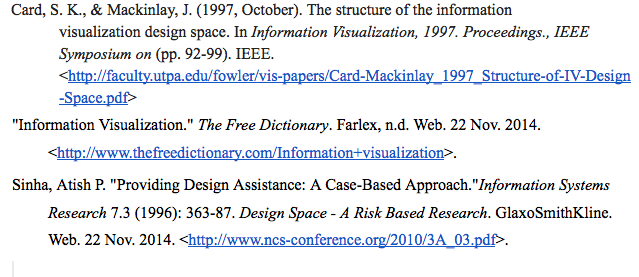 Card, S. K., & Mackinlay, J. (1997, October). The structure of the information
visualization design space. In Information Visualization, 1997. Proceedings., IEEE
Symposium on (pp. 92-99). IEEE.
<http://faculty.utpa.edu/fowler/vis-papers/Card-Mackinlay_1997_Structure-of-IV-Design
-Space.pdf>
"Information Visualization." The Free Dictionary. Farlex, n.d. Web. 22 Nov. 2014.
<http://www.thefreedictionary.com/Information+visualization>.
Sinha, Atish P. "Providing Design Assistance: A Case-Based Approach."Information Systems
Research 7.3 (1996): 363-87. Design Space - A Risk Based Research. GlaxoSmithKline.
Web. 22 Nov. 2014. <http://www.ncs-conference.org/2010/3A_03.pdf>.